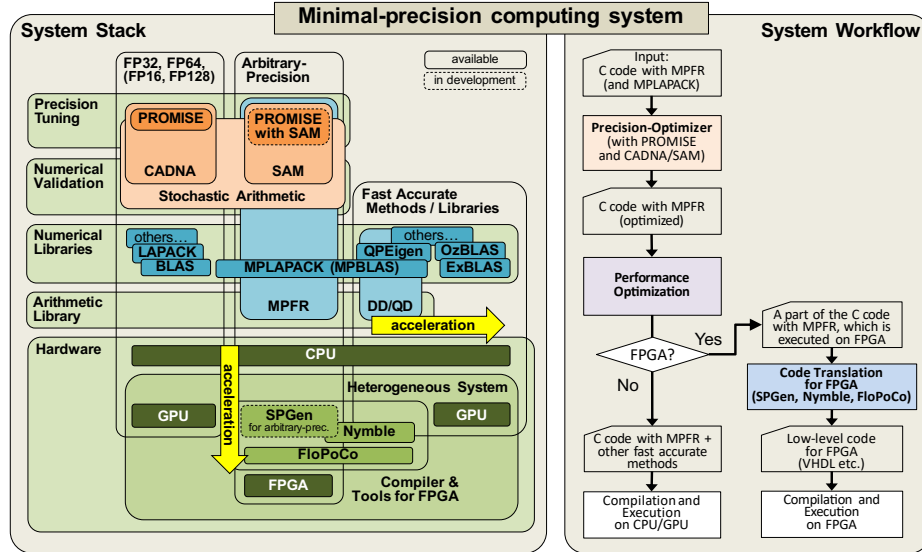 Minimal-precision computing system
System Stack
FP32, FP64,
(FP16, FP128)
Arbitrary-
Precision
available
in development
Precision
Tuning
PROMISE
PROMISE
with SAM
CADNA
SAM
Numerical
Validation
Stochastic Arithmetic
Fast Accurate
Methods / Libraries
Numerical
Libraries
others…
LAPACK
BLAS
others…
QPEigen
OzBLAS
MPLAPACK (MPBLAS)
ExBLAS
Arithmetic
Library
MPFR
DD/QD
acceleration
Hardware
CPU
acceleration
Heterogeneous System
GPU
SPGen
for arbitrary-prec.
GPU
Nymble
FloPoCo
FPGA
Compiler &
Tools for FPGA
System Workflow
Input:
C code with MPFR
(and MPLAPACK)
Precision-Optimizer
(with PROMISE
and CADNA/SAM)
C code with MPFR
(optimized)
Performance
Optimization
FPGA?
Yes
No
A part of the C code
with MPFR, which is
executed on FPGA
Code Translation
for FPGA
(SPGen, Nymble, FloPoCo)
C code with MPFR +
other fast accurate
methods
Low-level code
for FPGA
(VHDL etc.)
Compilation and
Execution
on CPU/GPU
Compilation and
Execution
on FPGA